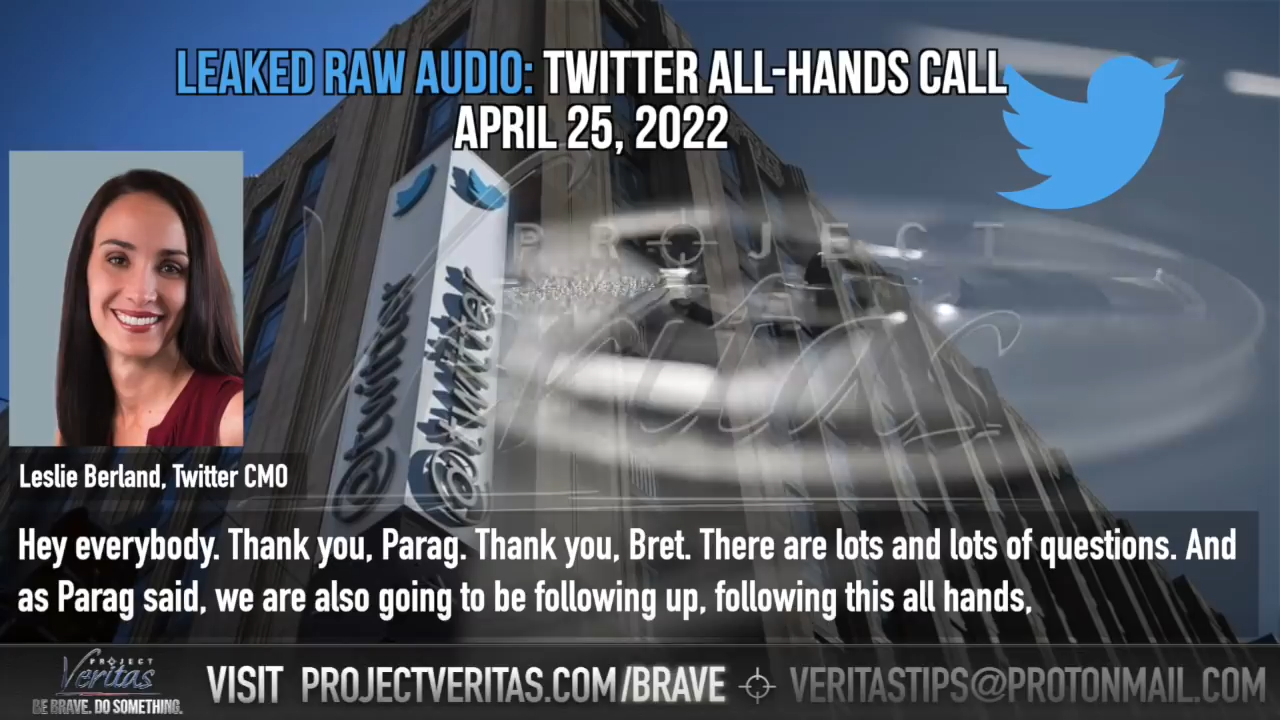 LEAKED RAW AUDIO: TWITTER ALL-HANDS CALL
APRIL 25, 2022
PROJECT
Veritas
@twitter
@twitter
Leslie Berland, Twitter CMO
Hey everybody. Thank you, Parag. Thank you, Bret. There are lots and lots of questions. And
as Parag said, we are also going to be following up, following this all hands,
PROJECT
Veritas
BE BRAVE. DO SOMETHING.
VISIT PROJECTVERITAS.COM/BRAVE VERITASTIPS@PROTONMAIL.COM